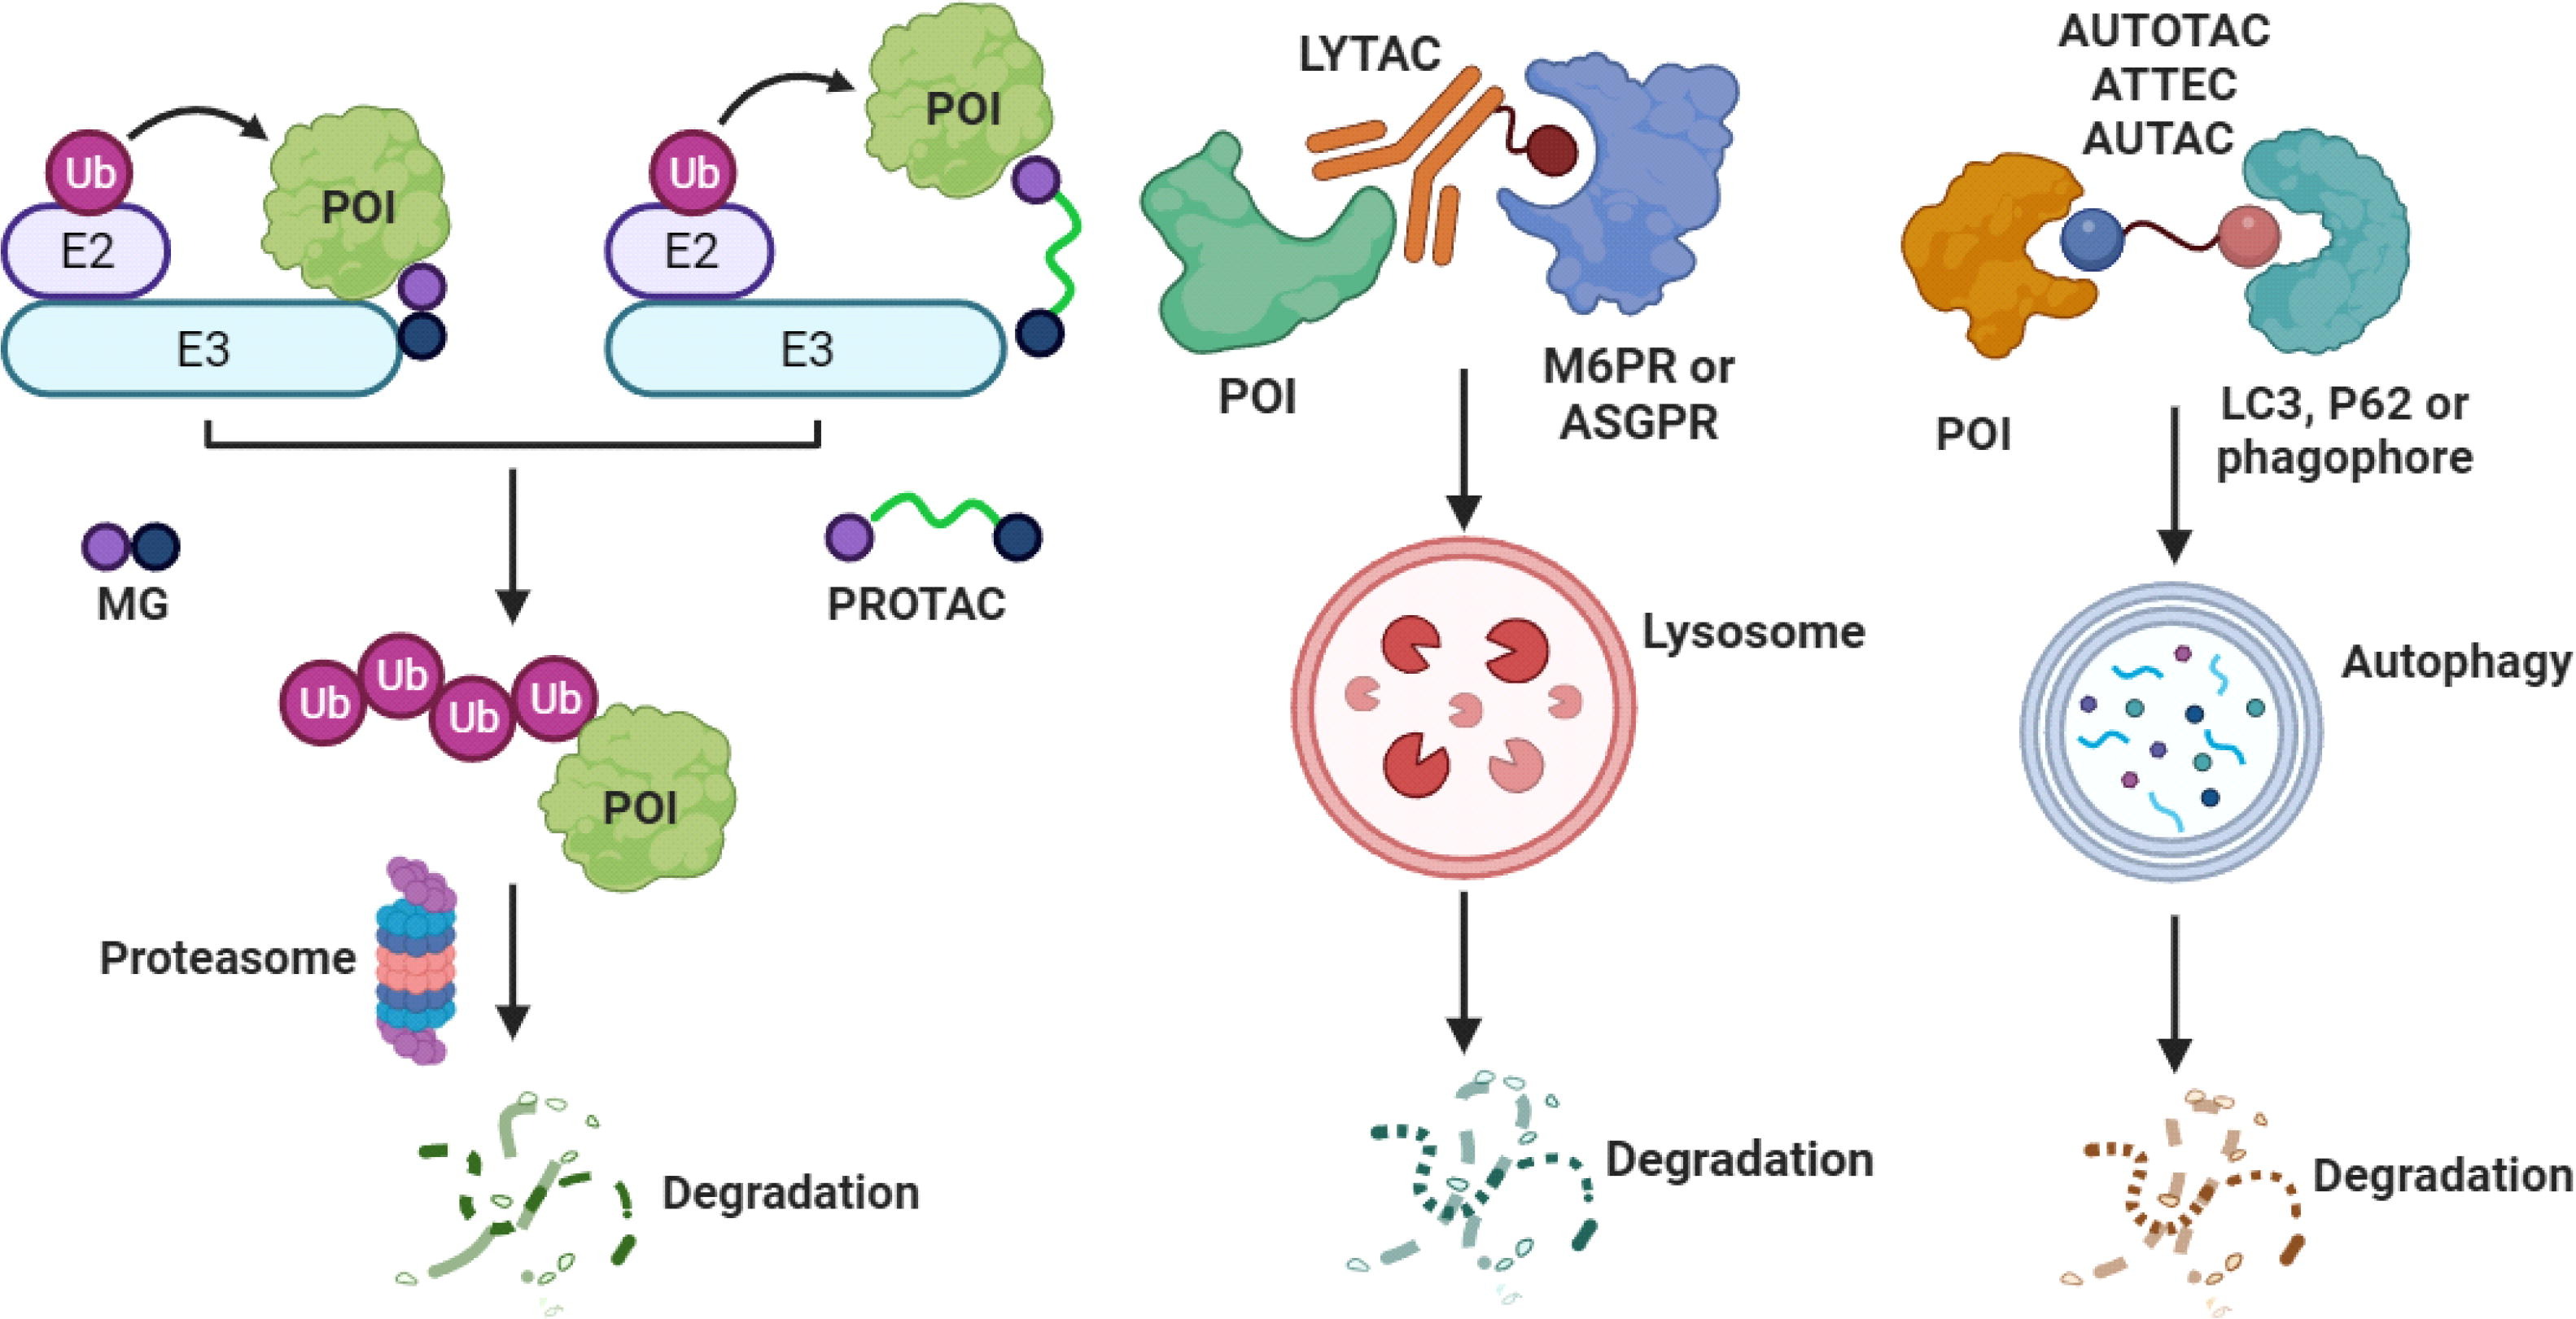 Ub
E2
POI
E3
Ub
E2
POI
E3
MG
PROTAC
Ub
Ub
Ub
Ub
POI
Proteasome
Degradation
LYTAC
POI
M6PR or
ASGPR
Lysosome
Degradation
AUTOTAC
ATTEC
AUTAC
POI
LC3, P62 or
phagophore
Autophagy
Degradation